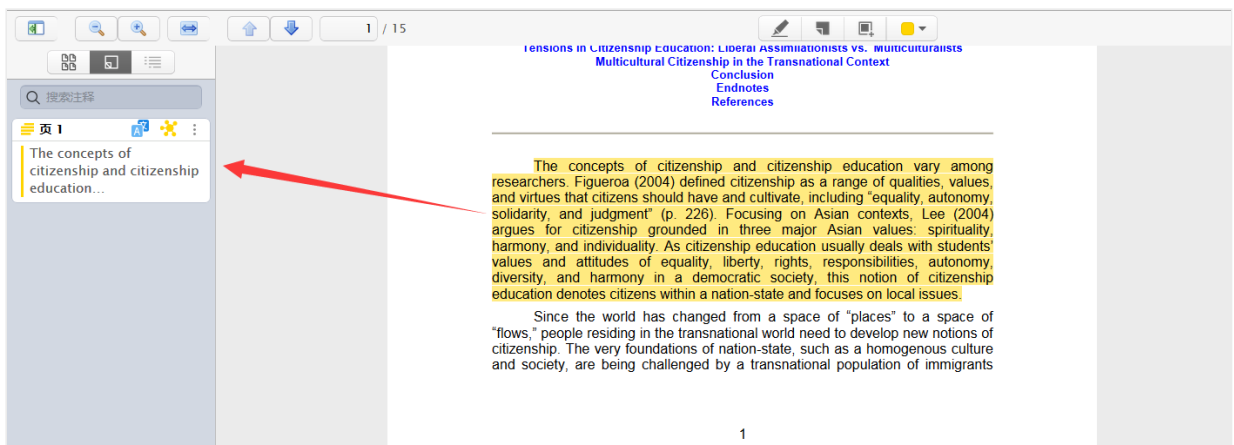 1 / 15
搜索注释
页 1
The concepts of
citizenship and citizenship
education...
Tensions in Citizenship Education: Liberal Assimilationists vs. Multiculturalists
Multicultural Citizenship in the Transnational Context
Conclusion
Endnotes
References
The concepts of citizenship and citizenship education vary among
researchers. Figueroa (2004) defined citizenship as a range of qualities, values,
and virtues that citizens should have and cultivate, including “equality, autonomy,
solidarity, and judgment” (p. 226). Focusing on Asian contexts, Lee (2004)
argues for citizenship grounded in three major Asian values: spirituality,
harmony, and individuality. As citizenship education usually deals with students’
values and attitudes of equality, liberty, rights, responsibilities, autonomy,
diversity, and harmony in a democratic society, this notion of citizenship
education denotes citizens within a nation-state and focuses on local issues.
Since the world has changed from a space of “places” to a space of
“flows,” people residing in the transnational world need to develop new notions of
citizenship. The very foundations of nation-state, such as a homogenous culture
and society, are being challenged by a transnational population of immigrants
1